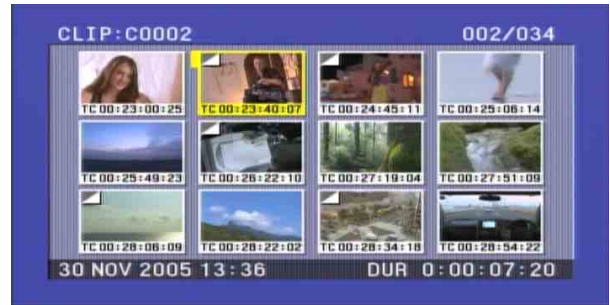 CLIP:C0002 002/034
TC 00:23:00:25 TC 00:23:40:07 TC 00:24:45:11 TC 00:25:06:14
TC 00:25:49:23 TC 00:26:22:10 TC 00:27:19:04 TC 00:27:51:09
TC 00:28:06:09 TC 00:28:22:02 TC 00:28:34:18 TC 00:28:54:22
30 NOV 2005 13:36 DUR 0:00:07:20